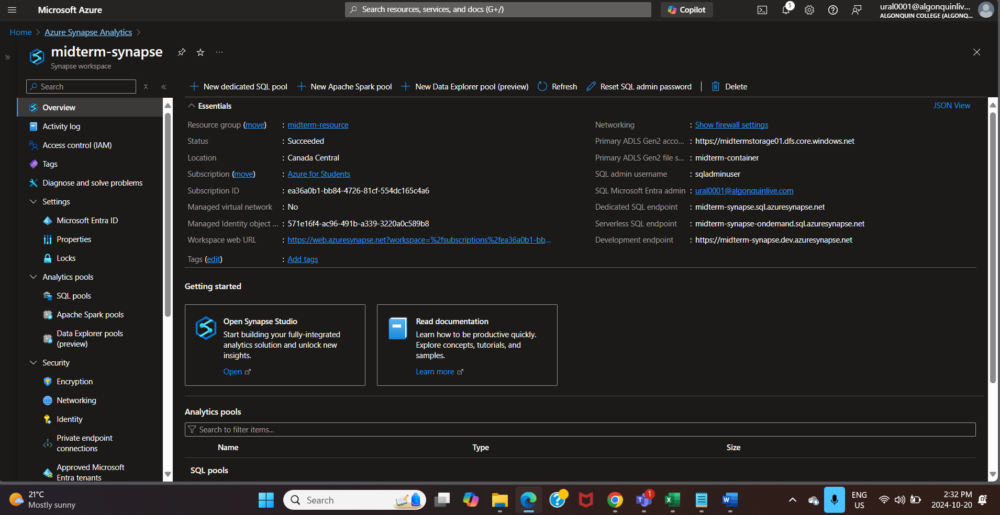 Microsoft Azure
Search resources, services, and docs (G+/)
Copilot
5
ural0001@algonquinliv...
ALGONQUIN COLLEGE (ALGONQ...
Home > Azure Synapse Analytics >
midterm-synapse
Synapse workspace
Search
New dedicated SQL pool
New Apache Spark pool
New Data Explorer pool (preview)
Refresh
Reset SQL admin password
Delete
Overview
Activity log
Access control (IAM)
Tags
Diagnose and solve problems
Settings
Microsoft Entra ID
Properties
Locks
Analytics pools
SQL pools
Apache Spark pools
Data Explorer pools
(preview)
Security
Encryption
Networking
Identity
Private endpoint
connections
Approved Microsoft
Entra tenants
Essentials
JSON View
Resource group (move) : midterm-resource
Status : Succeeded
Location : Canada Central
Subscription (move) : Azure for Students
Subscription ID : ea36a0b1-bb84-4726-81cf-554dc165c4a6
Managed virtual network : No
Managed Identity object ... : 571e16f4-ac96-491b-a339-3220a0c589b8
Workspace web URL : https://web.azuresynapse.net?workspace=%2fsubscriptions%2fea36a0b1-bb...
Tags (edit) : Add tags
Networking : Show firewall settings
Primary ADLS Gen2 acco... : https://midtermstorage01.dfs.core.windows.net
Primary ADLS Gen2 file s... : midterm-container
SQL admin username : sqladminuser
SQL Microsoft Entra admin : ural0001@algonquinlive.com
Dedicated SQL endpoint : midterm-synapse.sql.azuresynapse.net
Serverless SQL endpoint : midterm-synapse-ondemand.sql.azuresynapse.net
Development endpoint : https://midterm-synapse.dev.azuresynapse.net
Getting started
Open Synapse Studio
Start building your fully-integrated
analytics solution and unlock new
insights.
Open
Read documentation
Learn how to be productive quickly.
Explore concepts, tutorials, and
samples.
Learn more
Analytics pools
Search to filter items...
Name Type Size
SQL pools
21°C
Mostly sunny
Search
1
ENG
US
2:32 PM
2024-10-20